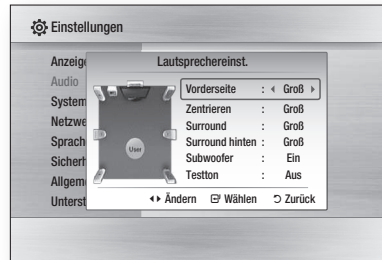 Einstellungen
Anzeige
Audio
System
Netzwe
Sprach
Sicherh
Allgem
Unterst
Lautsprechereinst.
Vorderseite : ◂ Groß ▸
Zentrieren : Groß
Surround : Groß
Surround hinten : Groß
Subwoofer : Ein
Testton : Aus
User
◂▸ Ändern Wählen Zurück